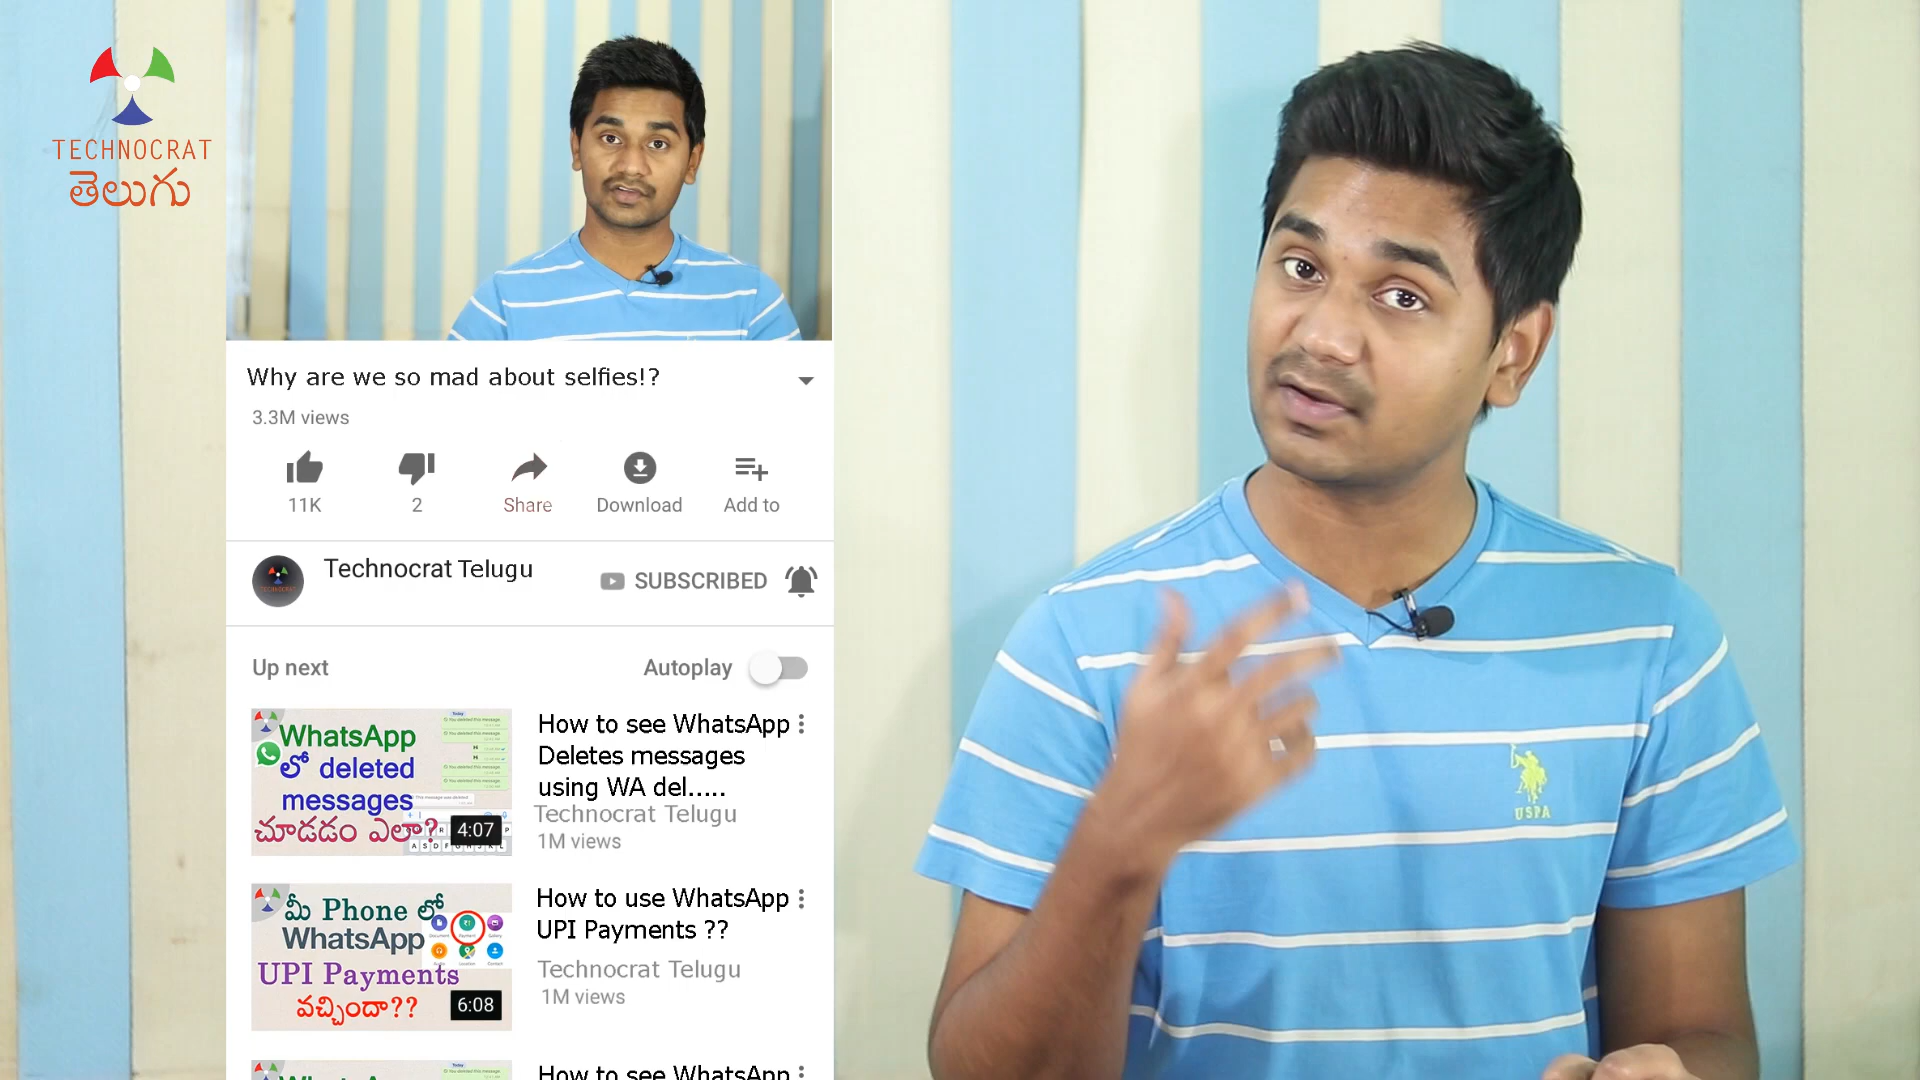 TECHNOCRAT
తెలుగు
Why are we so mad about selfies!?
3.3M views
11K
2
Share
Download
Add to
Technocrat Telugu
SUBSCRIBED
Up next
Autoplay
WhatsApp
లో deleted
messages
చూడడం ఎలా?
4:07
How to see WhatsApp
Deletes messages
using WA del.....
Technocrat Telugu
1M views
మీ Phone లో
WhatsApp
UPI Payments
వచ్చిందా??
6:08
How to use WhatsApp
UPI Payments ??
Technocrat Telugu
1M views
How to see WhatsApp
USPA